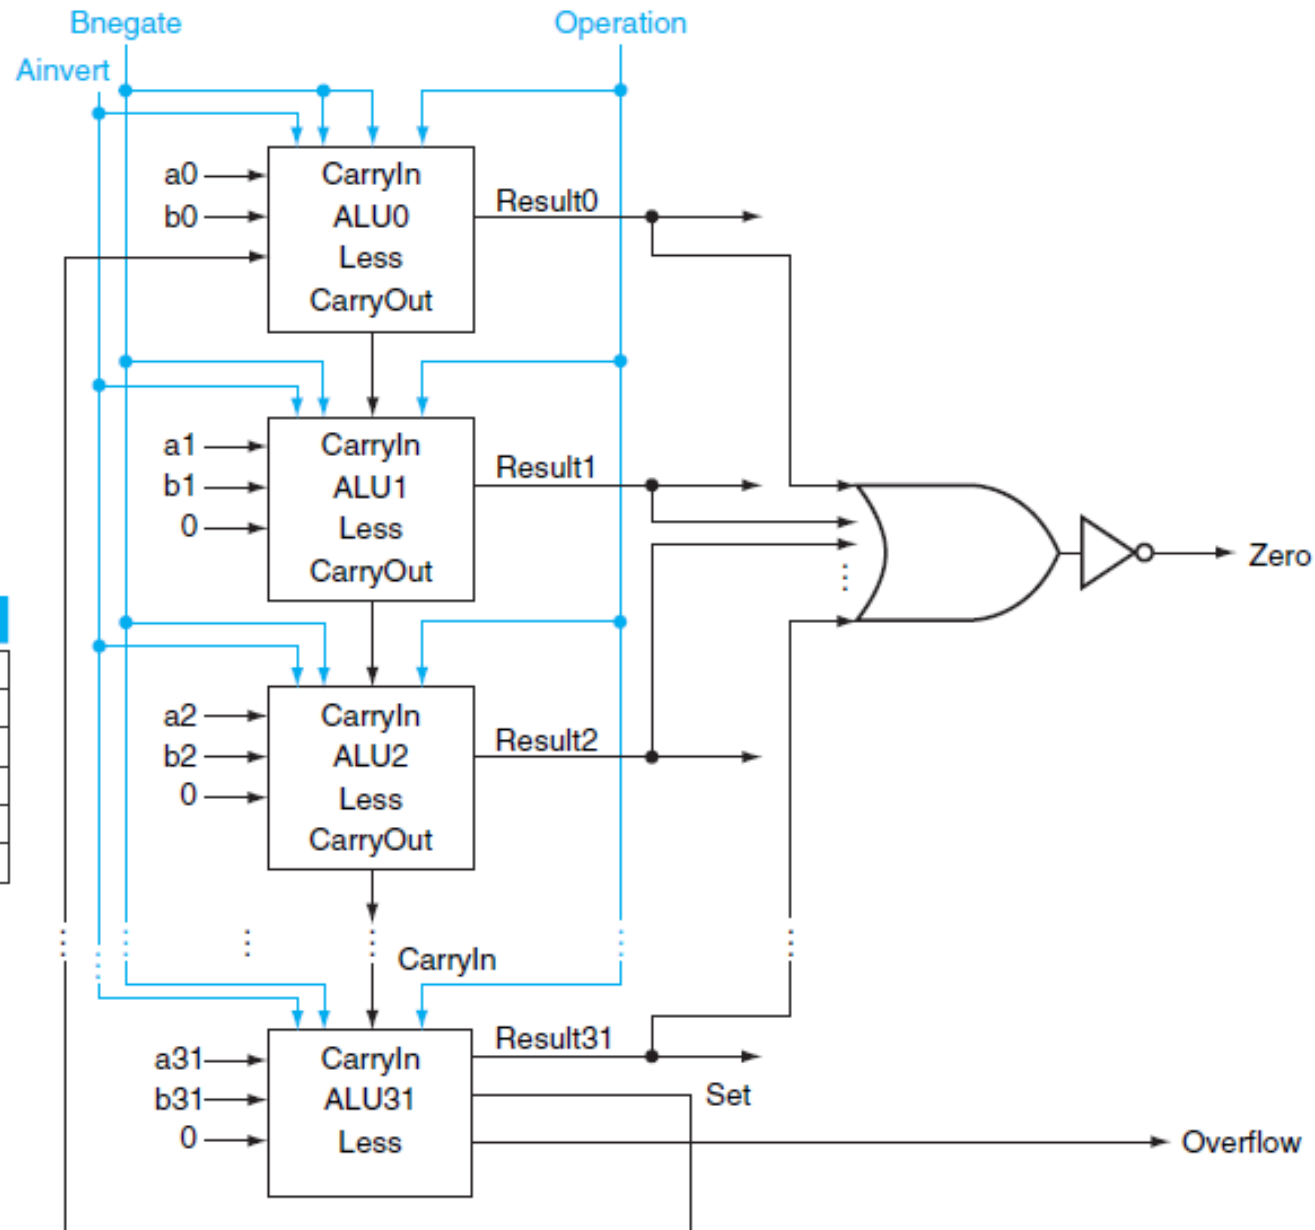 Bnegate
Operation
Ainvert
a0
CarryIn
Result0
b0
ALU0
Less
CarryOut
a1
CarryIn
Result1
b1
ALU1
0
Less
CarryOut
Zero
a2
CarryIn
Result2
b2
ALU2
0
Less
CarryOut
CarryIn
Result31
a31
CarryIn
b31
ALU31
Set
0
Less
Overflow